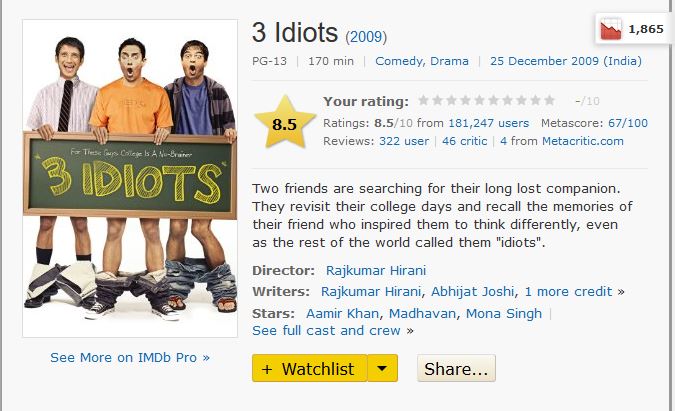 For These Guys College Is A No-Brainer
"3 IDIOTS"
See More on IMDb Pro »
3 Idiots (2009)
1,865
PG-13 | 170 min | Comedy, Drama | 25 December 2009 (India)
8.5
Your rating: -/10
Ratings: 8.5/10 from 181,247 users Metascore: 67/100
Reviews: 322 user | 46 critic | 4 from Metacritic.com
Two friends are searching for their long lost companion.
They revisit their college days and recall the memories of
their friend who inspired them to think differently, even
as the rest of the world called them "idiots".
Director: Rajkumar Hirani
Writers: Rajkumar Hirani, Abhijat Joshi, 1 more credit »
Stars: Aamir Khan, Madhavan, Mona Singh |
See full cast and crew »
+ Watchlist
Share...